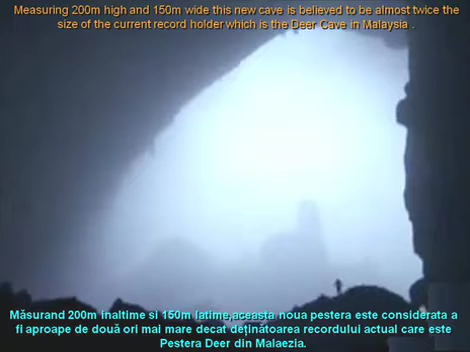 Measuring 200m high and 150m wide this new cave is believed to be almost twice the
size of the current record holder which is the Deer Cave in Malaysia .
Măsurand 200m inaltime si 150m latime,aceasta noua pestera este considerata a
fi aproape de două ori mai mare decat deţinătoarea recordului actual care este
Pestera Deer din Malaezia.